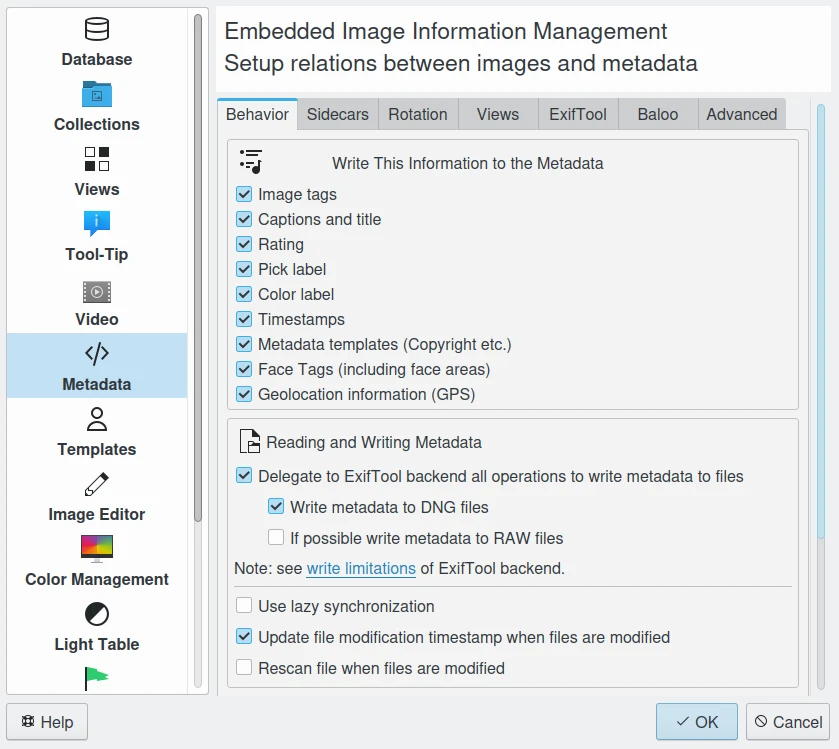 Database
Collections
Views
Tool-Tip
Video
Metadata
Templates
Image Editor
Color Management
Light Table
Embedded Image Information Management
Setup relations between images and metadata
Behavior Sidecars Rotation Views ExifTool Baloo Advanced
Write This Information to the Metadata
Image tags
Captions and title
Rating
Pick label
Color label
Timestamps
Metadata templates (Copyright etc.)
Face Tags (including face areas)
Geolocation information (GPS)
Reading and Writing Metadata
Delegate to ExifTool backend all operations to write metadata to files
Write metadata to DNG files
If possible write metadata to RAW files
Note: see write limitations of ExifTool backend.
Use lazy synchronization
Update file modification timestamp when files are modified
Rescan file when files are modified
Help OK Cancel